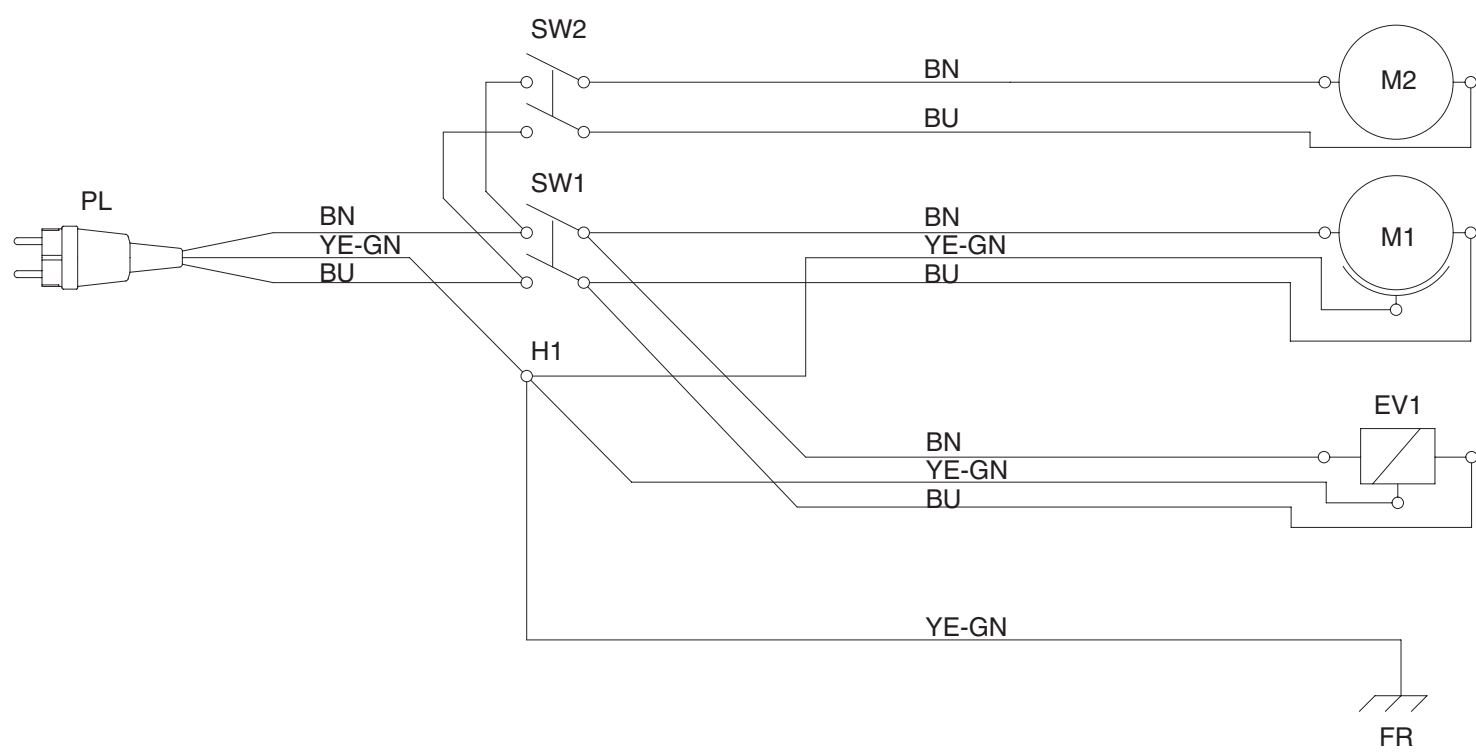 SW2
BN
M2
BU
PL
SW1
BN
BN
YE-GN
YE-GN
M1
BU
BU
H1
EV1
BN
YE-GN
BU
YE-GN
FR